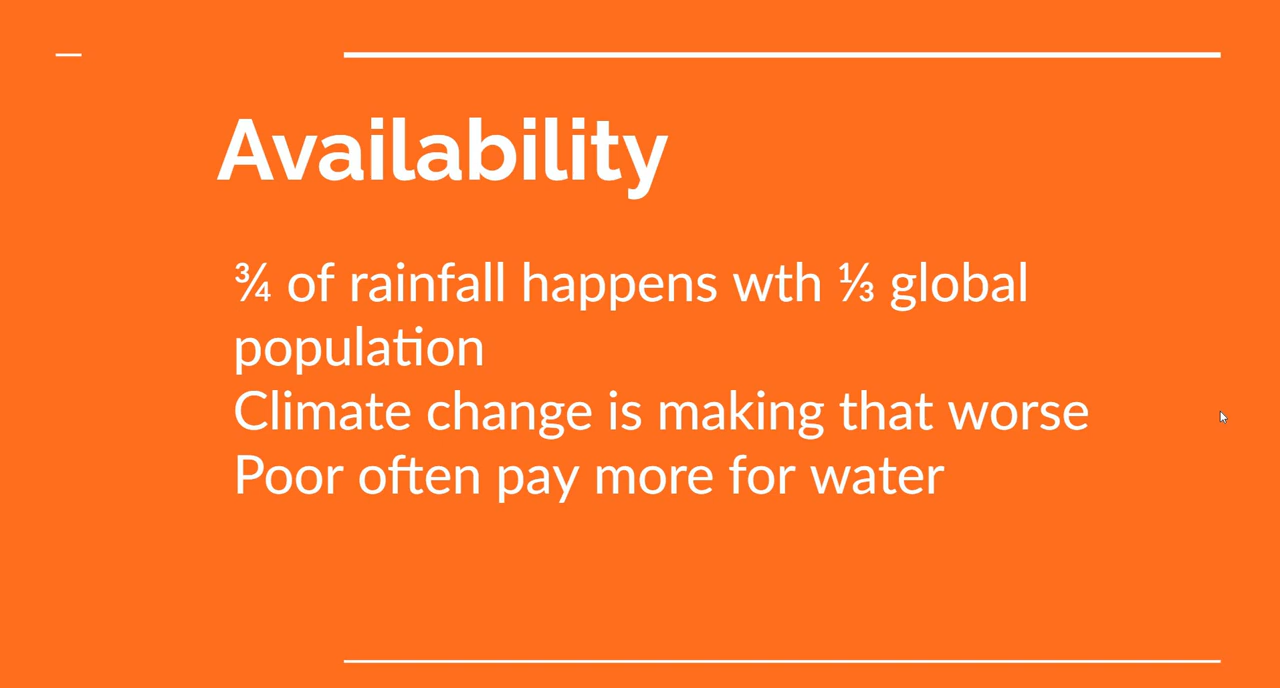 Availability
¾ of rainfall happens wth ⅓ global
population
Climate change is making that worse
Poor often pay more for water